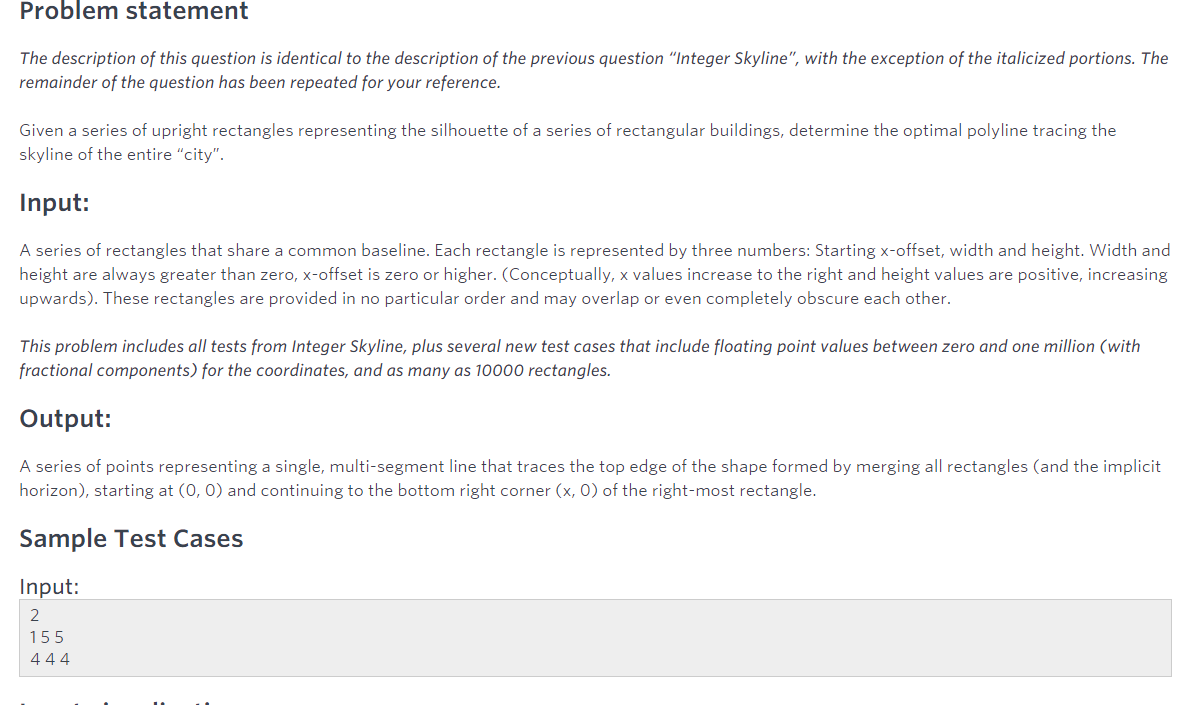 Problem statement
The description of this question is identical to the description of the previous question “Integer Skyline”, with the exception of the italicized portions. The
remainder of the question has been repeated for your reference.
Given a series of upright rectangles representing the silhouette of a series of rectangular buildings, determine the optimal polyline tracing the
skyline of the entire “city”.
Input:
A series of rectangles that share a common baseline. Each rectangle is represented by three numbers: Starting x-offset, width and height. Width and
height are always greater than zero, x-offset is zero or higher. (Conceptually, x values increase to the right and height values are positive, increasing
upwards). These rectangles are provided in no particular order and may overlap or even completely obscure each other.
This problem includes all tests from Integer Skyline, plus several new test cases that include floating point values between zero and one million (with
fractional components) for the coordinates, and as many as 10000 rectangles.
Output:
A series of points representing a single, multi-segment line that traces the top edge of the shape formed by merging all rectangles (and the implicit
horizon), starting at (0, 0) and continuing to the bottom right corner (x, 0) of the right-most rectangle.
Sample Test Cases
Input:
2
1 5 5
4 4 4